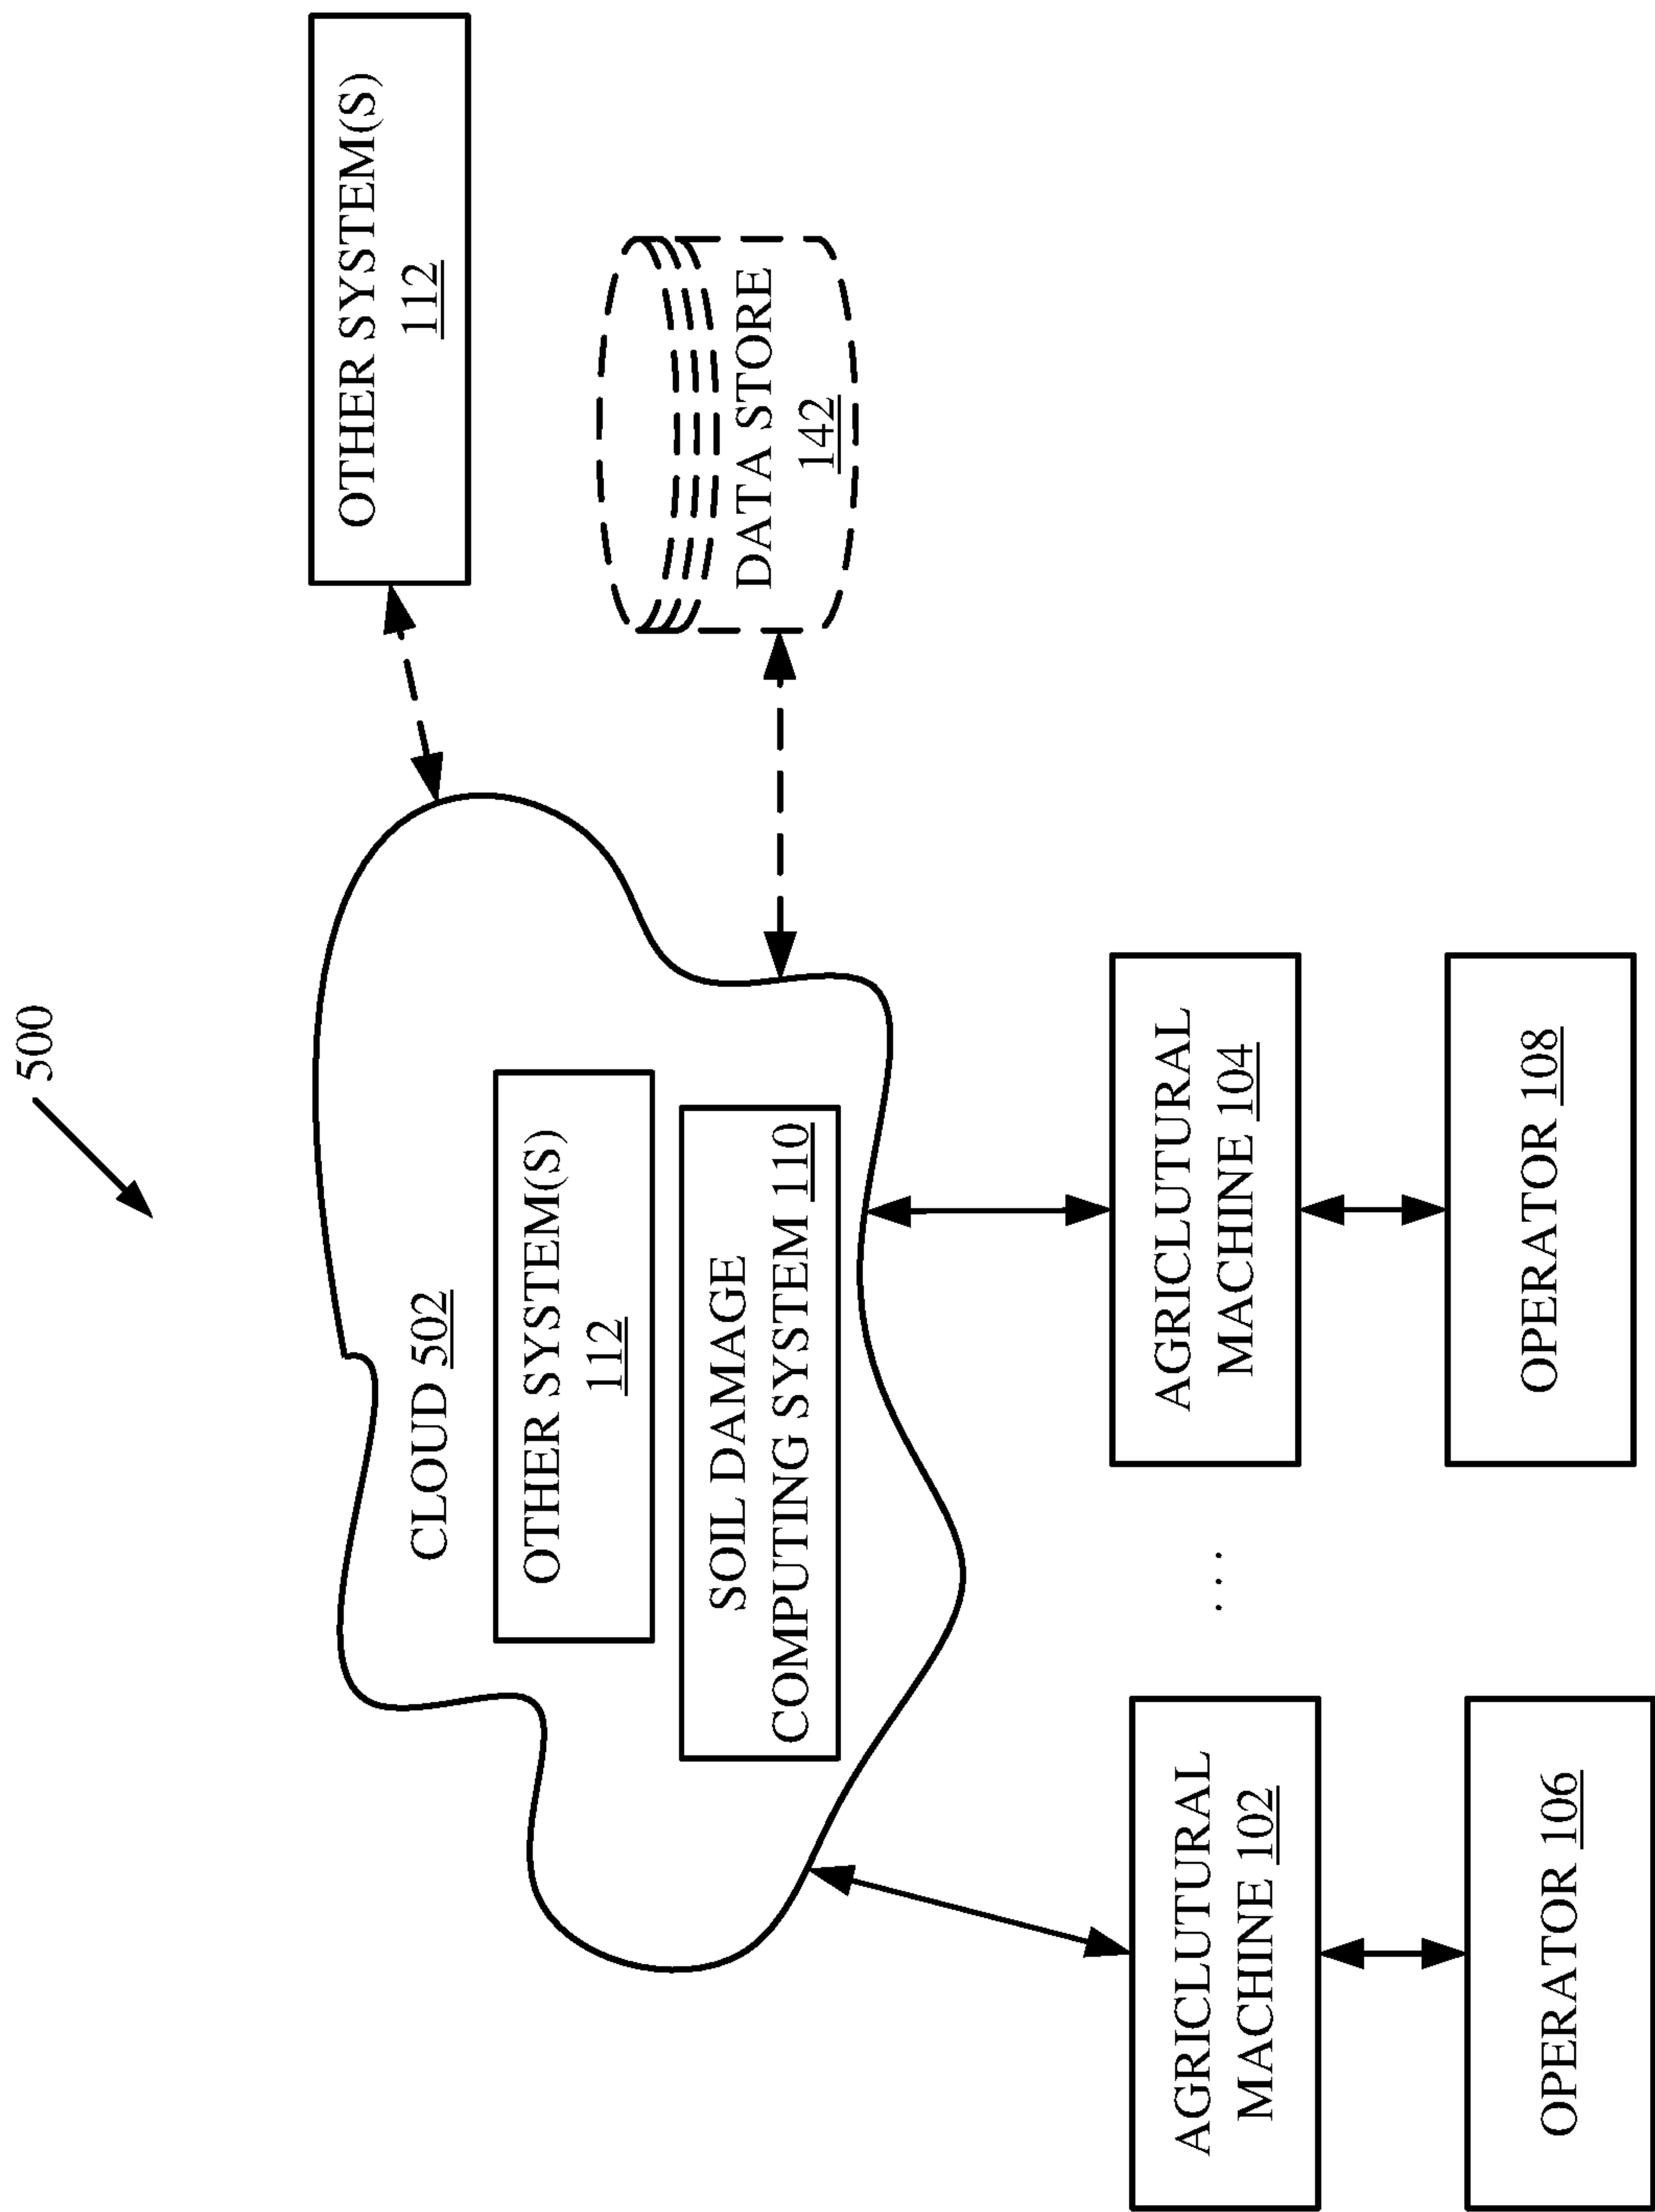 500
CLOUD 502
OTHER SYSTEM(S)
112
SOIL DAMAGE
COMPUTING SYSTEM 110
OTHER SYSTEM(S)
112
DATA STORE
142
AGRICLUTURAL
MACHINE 102
. . .
AGRICLUTURAL
MACHINE 104
OPERATOR 106
OPERATOR 108